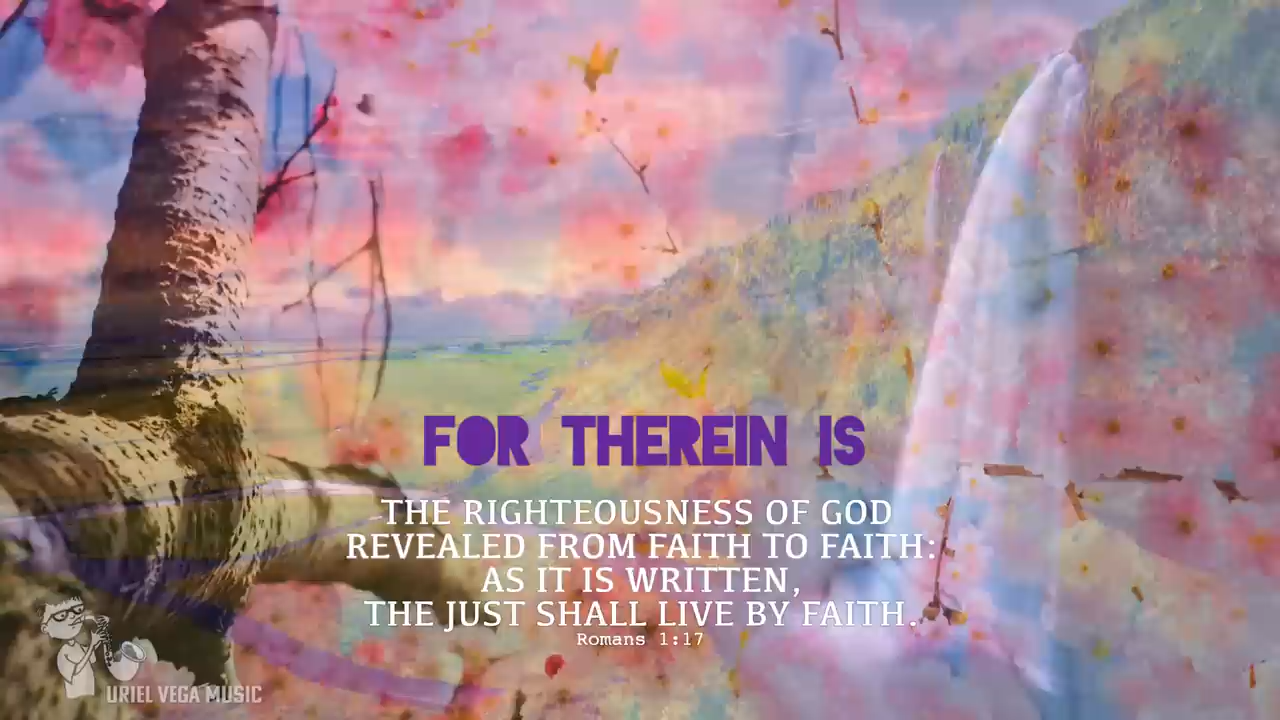 FOR THEREIN IS
THE RIGHTEOUSNESS OF GOD
REVEALED FROM FAITH TO FAITH:
AS IT IS WRITTEN,
THE JUST SHALL LIVE BY FAITH.
Romans 1:17
URIEL VEGA MUSIC